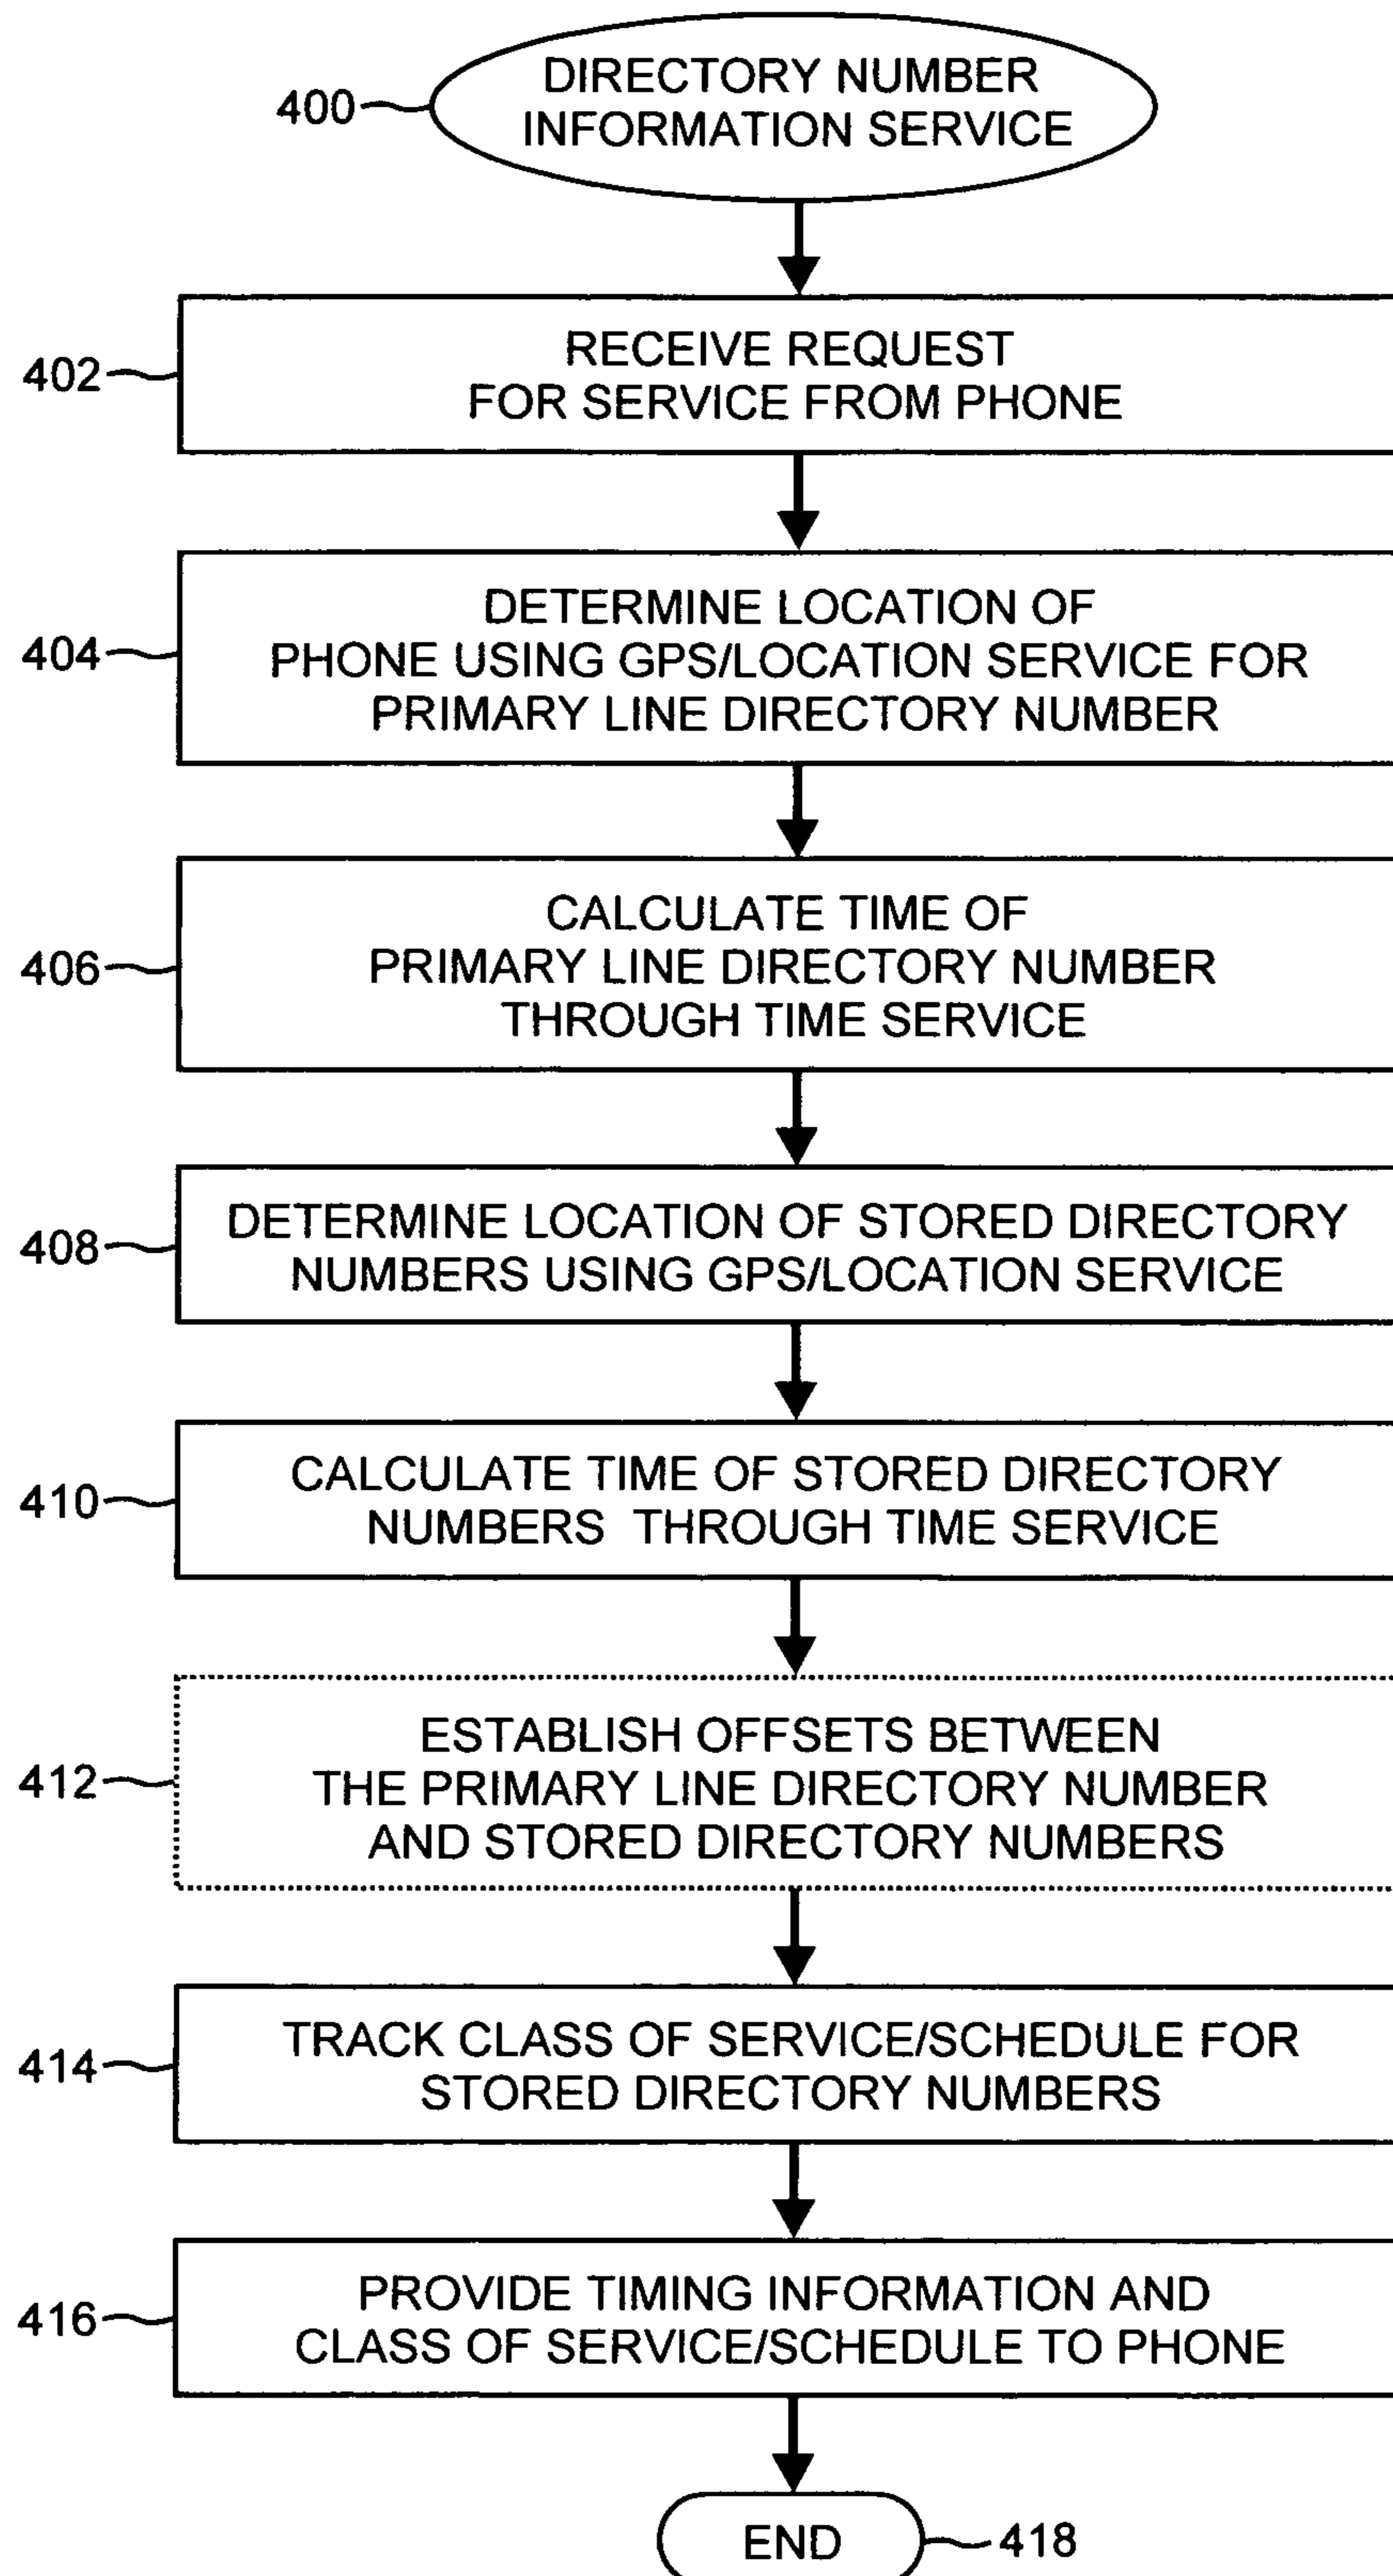 DIRECTORY NUMBER
400
INFORMATION SERVICE
RECEIVE REQUEST
402
FOR SERVICE FROM PHONE
DETERMINE LOCATION OF
404
PHONE USING GPS/LOCATION SERVICE FOR
PRIMARY LINE DIRECTORY NUMBER
CALCULATE TIME OF
406
PRIMARY LINE DIRECTORY NUMBER
THROUGH TIME SERVICE
408
DETERMINE LOCATION OF STORED DIRECTORY
NUMBERS USING GPS/LOCATION SERVICE
410
CALCULATE TIME OF STORED DIRECTORY
NUMBERS THROUGH TIME SERVICE
ESTABLISH OFFSETS BETWEEN
412
THE PRIMARY LINE DIRECTORY NUMBER
AND STORED DIRECTORY NUMBERS
414
TRACK CLASS OF SERVICE/SCHEDULE FOR
STORED DIRECTORY NUMBERS
416
PROVIDE TIMING INFORMATION AND
CLASS OF SERVICE/SCHEDULE TO PHONE
END
418